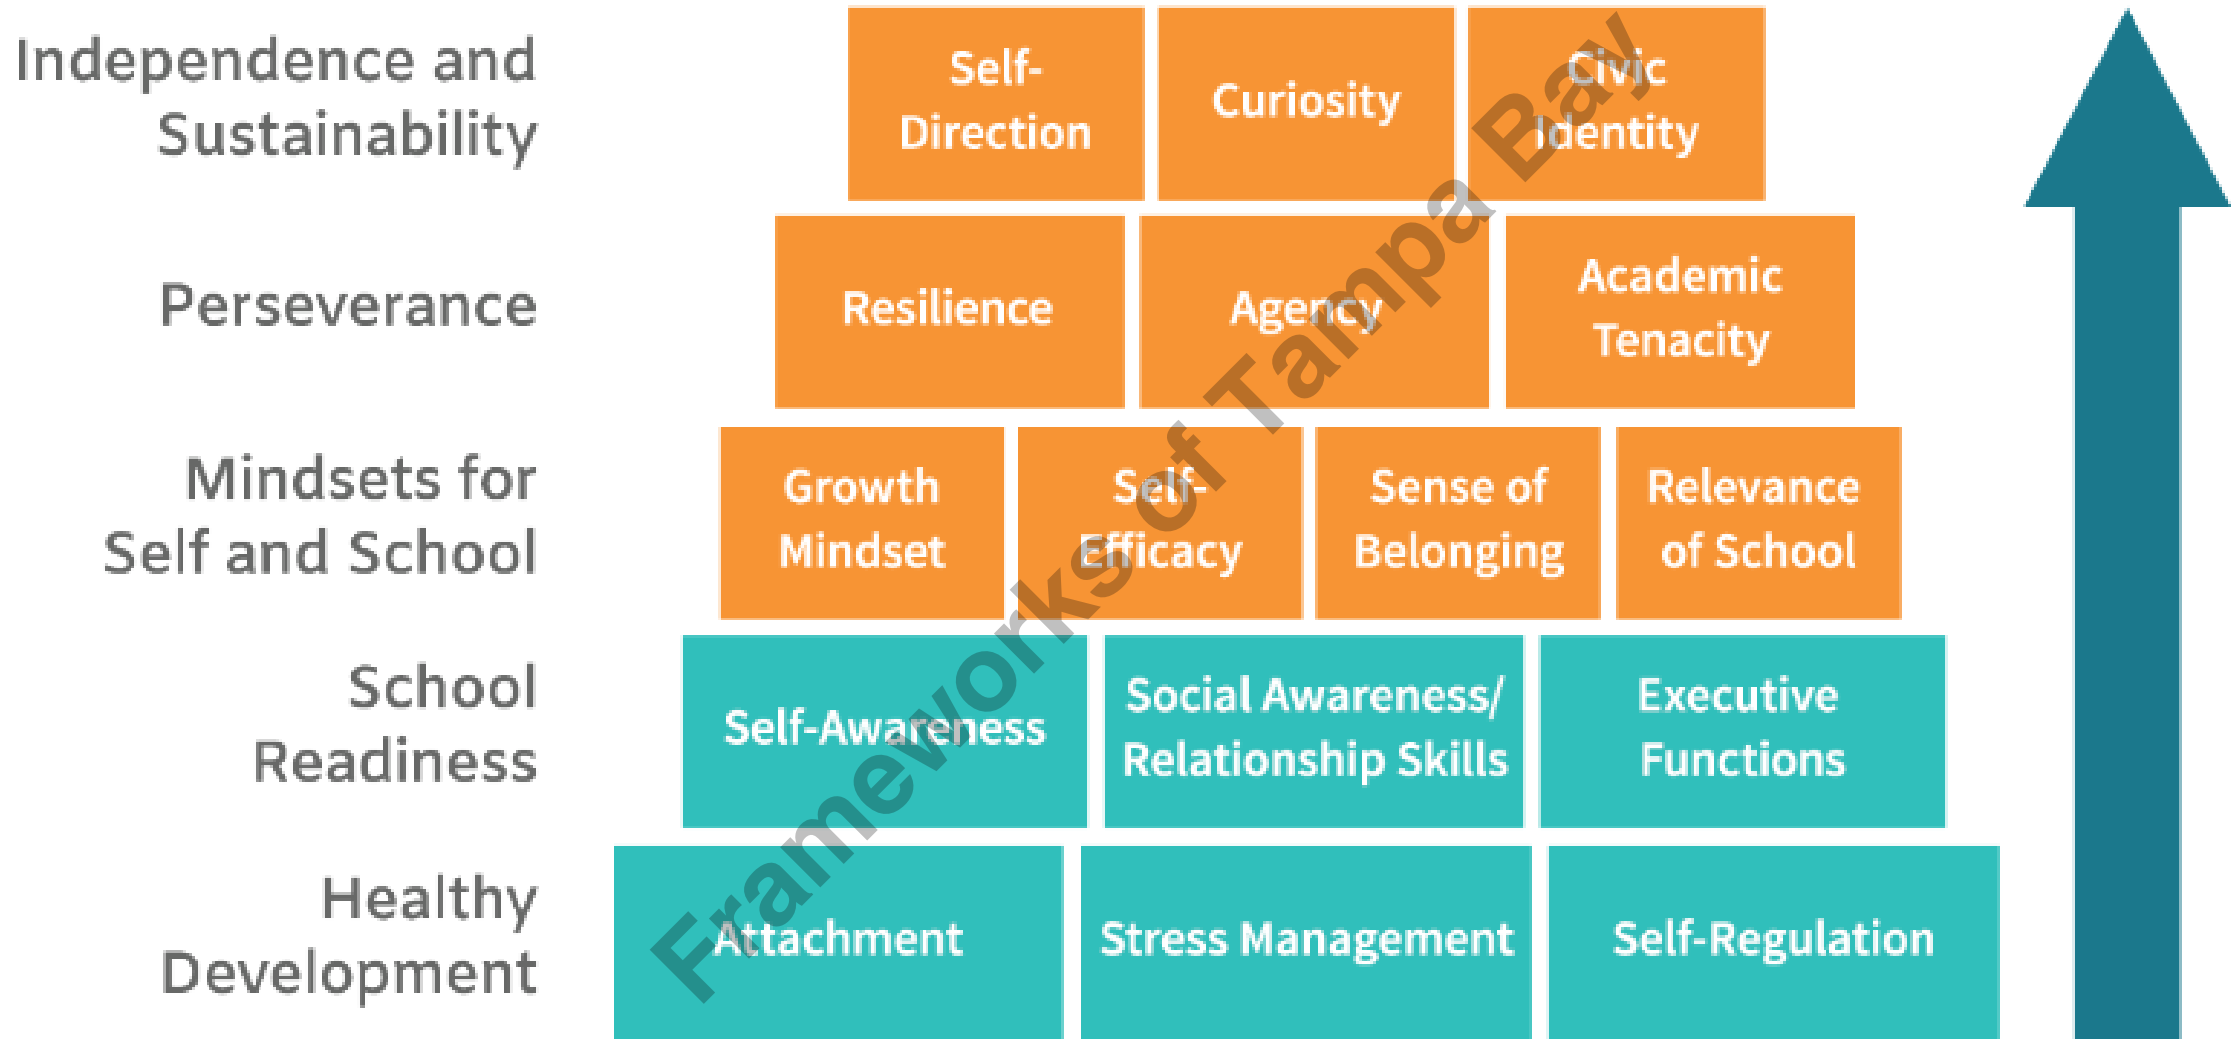 Independence and
Sustainability
Self-
Direction
Curiosity
Civic
Identity
Perseverance
Resilience
Agency
Academic
Tenacity
Mindsets for
Self and School
Growth
Mindset
Self-
Efficacy
Sense of
Belonging
Relevance
of School
School
Readiness
Self-Awareness
Social Awareness/
Relationship Skills
Executive
Functions
Healthy
Development
Attachment
Stress Management
Self-Regulation
Frameworks of Tampa Bay